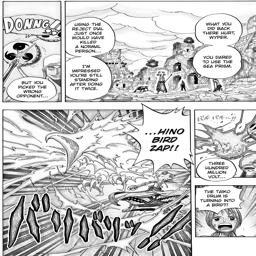 WHAT YOU
DID BACK
THERE HURT,
WYPER.
YOU DARED
TO USE THE
SEA PRISM.
USING THE
REJECT DIAL
JUST ONCE
WOULD HAVE
KILLED
A NORMAL
PERSON...
I'M
IMPRESSED
YOU'RE STILL
STANDING
AFTER DOING
IT TWICE.
DONNG!!
BUT YOU
PICKED THE
WRONG
OPPONENT...
THREE
HUNDRED
MILLION
VOLT...
THE TAIKO
DRUM IS
TURNING INTO
A BIRD?!
...HINO
BIRD
ZAP!!